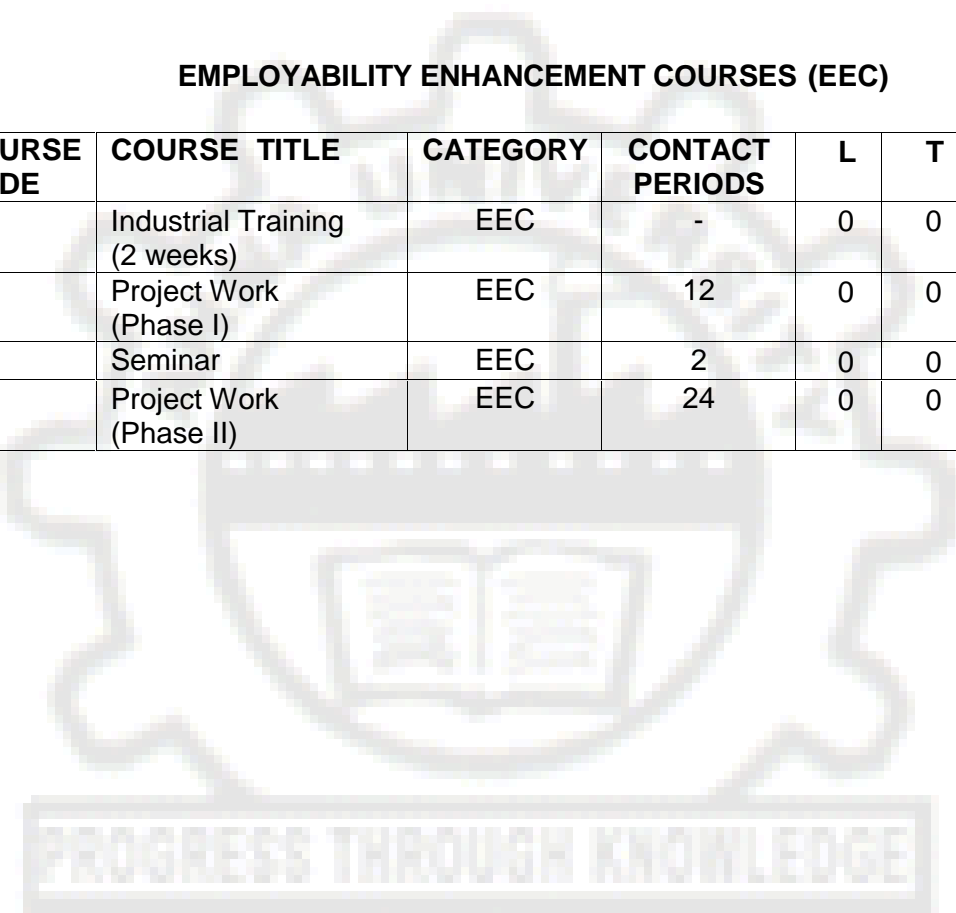 EMPLOYABILITY ENHANCEMENT COURSES (EEC)
URSE COURSE TITLE CATEGORY CONTACT L T
DE PERIODS
Industrial Training EEC - 0 0
(2 weeks)
Project Work EEC 12 0 0
(Phase I)
Seminar EEC 2 0 0
Project Work EEC 24 0 0
(Phase II)
PROGRESS THROUGH KNOWLEDGE